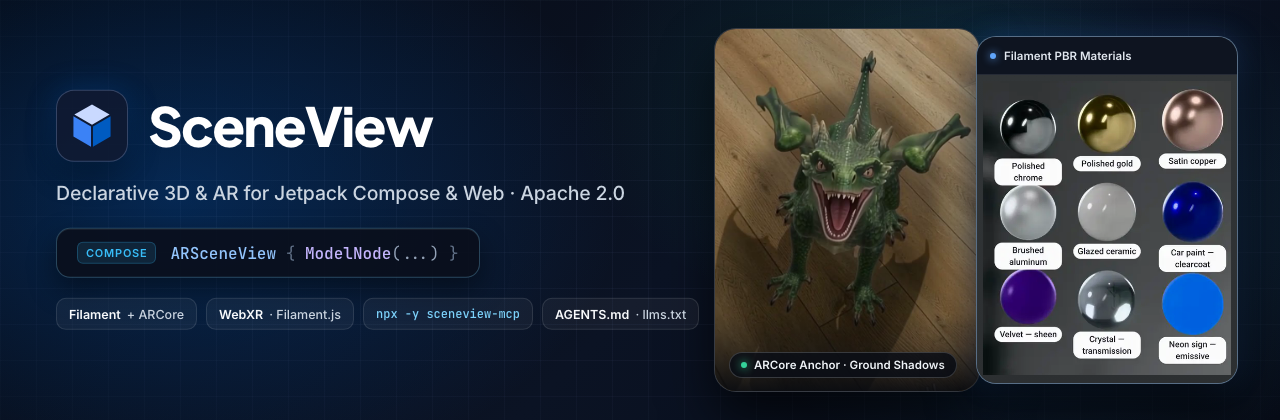 SceneView
Declarative 3D & AR for Jetpack Compose & Web · Apache 2.0
COMPOSE ARSceneView { ModelNode(...) }
Filament + ARCore WebXR · Filament.js npx -y sceneview-mcp AGENTS.md · llms.txt
ARCore Anchor · Ground Shadows
Filament PBR Materials
Polished
chrome
Polished gold
Satin copper
Brushed
aluminum
Glazed ceramic
Car paint —
clearcoat
Velvet — sheen
Crystal —
transmission
Neon sign —
emissive